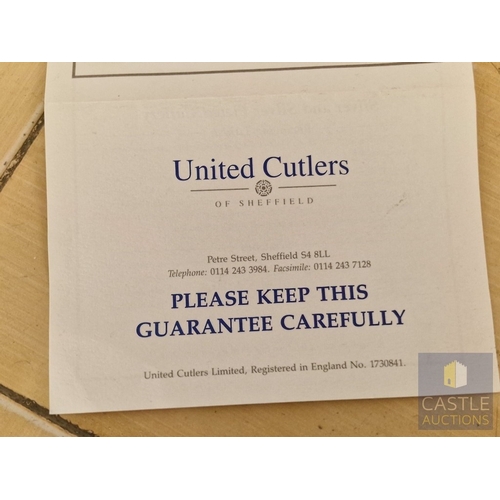 United Cutlers
OF SHEFFIELD
Petre Street, Sheffield S4 8LL
Telephone: 0114 243 3984. Facsimile: 0114 243 7128
PLEASE KEEP THIS
GUARANTEE CAREFULLY
United Cutlers Limited, Registered in England No. 1730841.
CASTLE
AUCTIONS